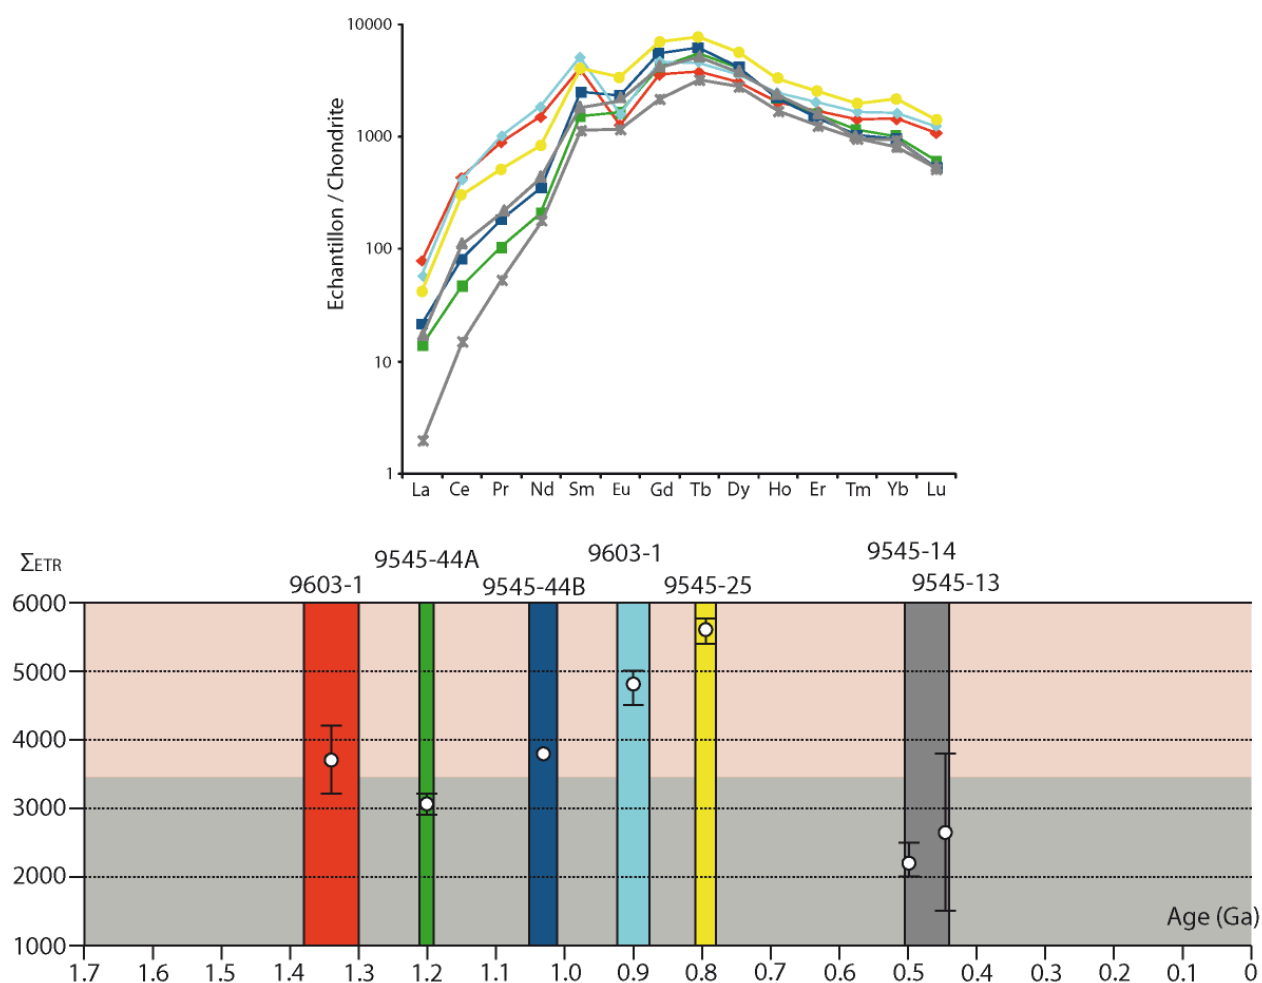 10000
1000
100
10
1
Echantillon / Chondrite
La Ce Pr Nd Sm Eu Gd Tb Dy Ho Er Tm Yb Lu
ΣETR
9603-1
9545-44A
9545-44B
9603-1
9545-25
9545-14
9545-13
6000
5000
4000
3000
2000
1000
Age (Ga)
1.7 1.6 1.5 1.4 1.3 1.2 1.1 1.0 0.9 0.8 0.7 0.6 0.5 0.4 0.3 0.2 0.1 0